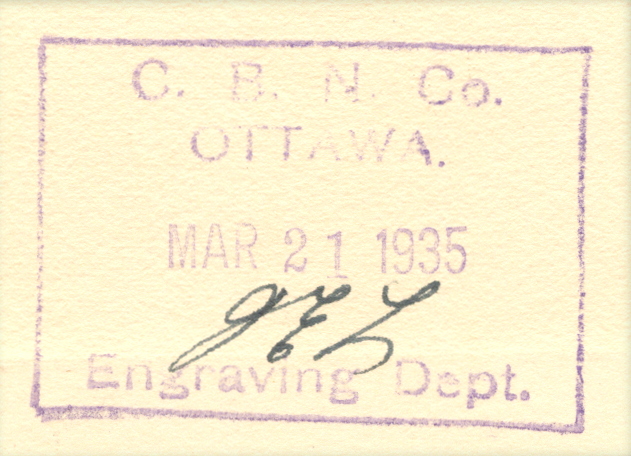 C. B. N. Co.
OTTAWA.
MAR 21 1935
Engraving Dept.